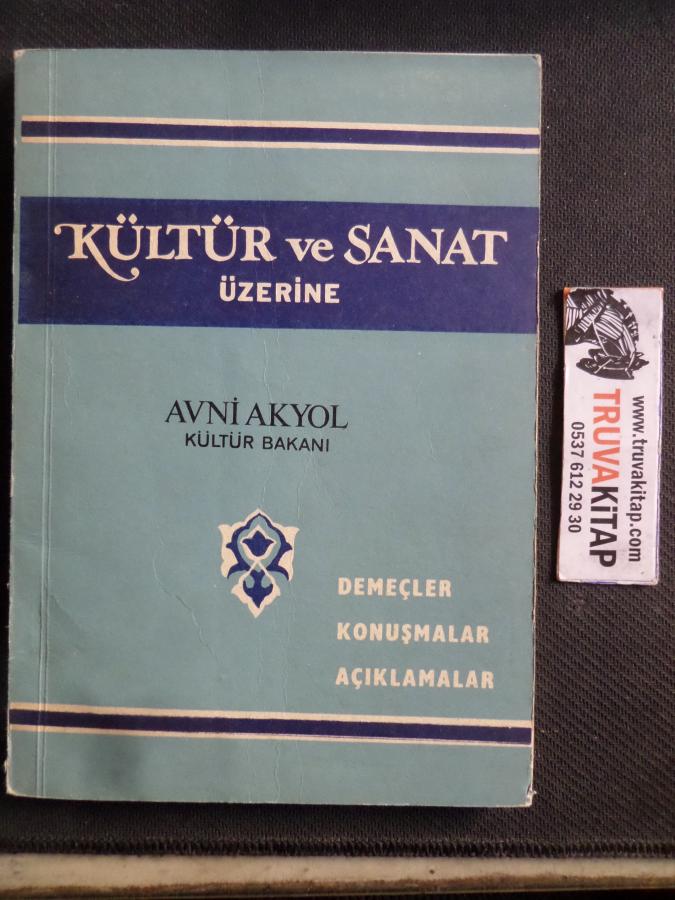 KÜLTÜR ve SANAT
ÜZERİNE
AVNİ AKYOL
KÜLTÜR BAKANI
DEMEÇLER
KONUŞMALAR
AÇIKLAMALAR
www.truvakitap.com
TRUVAKİTAP
0537 612 29 30